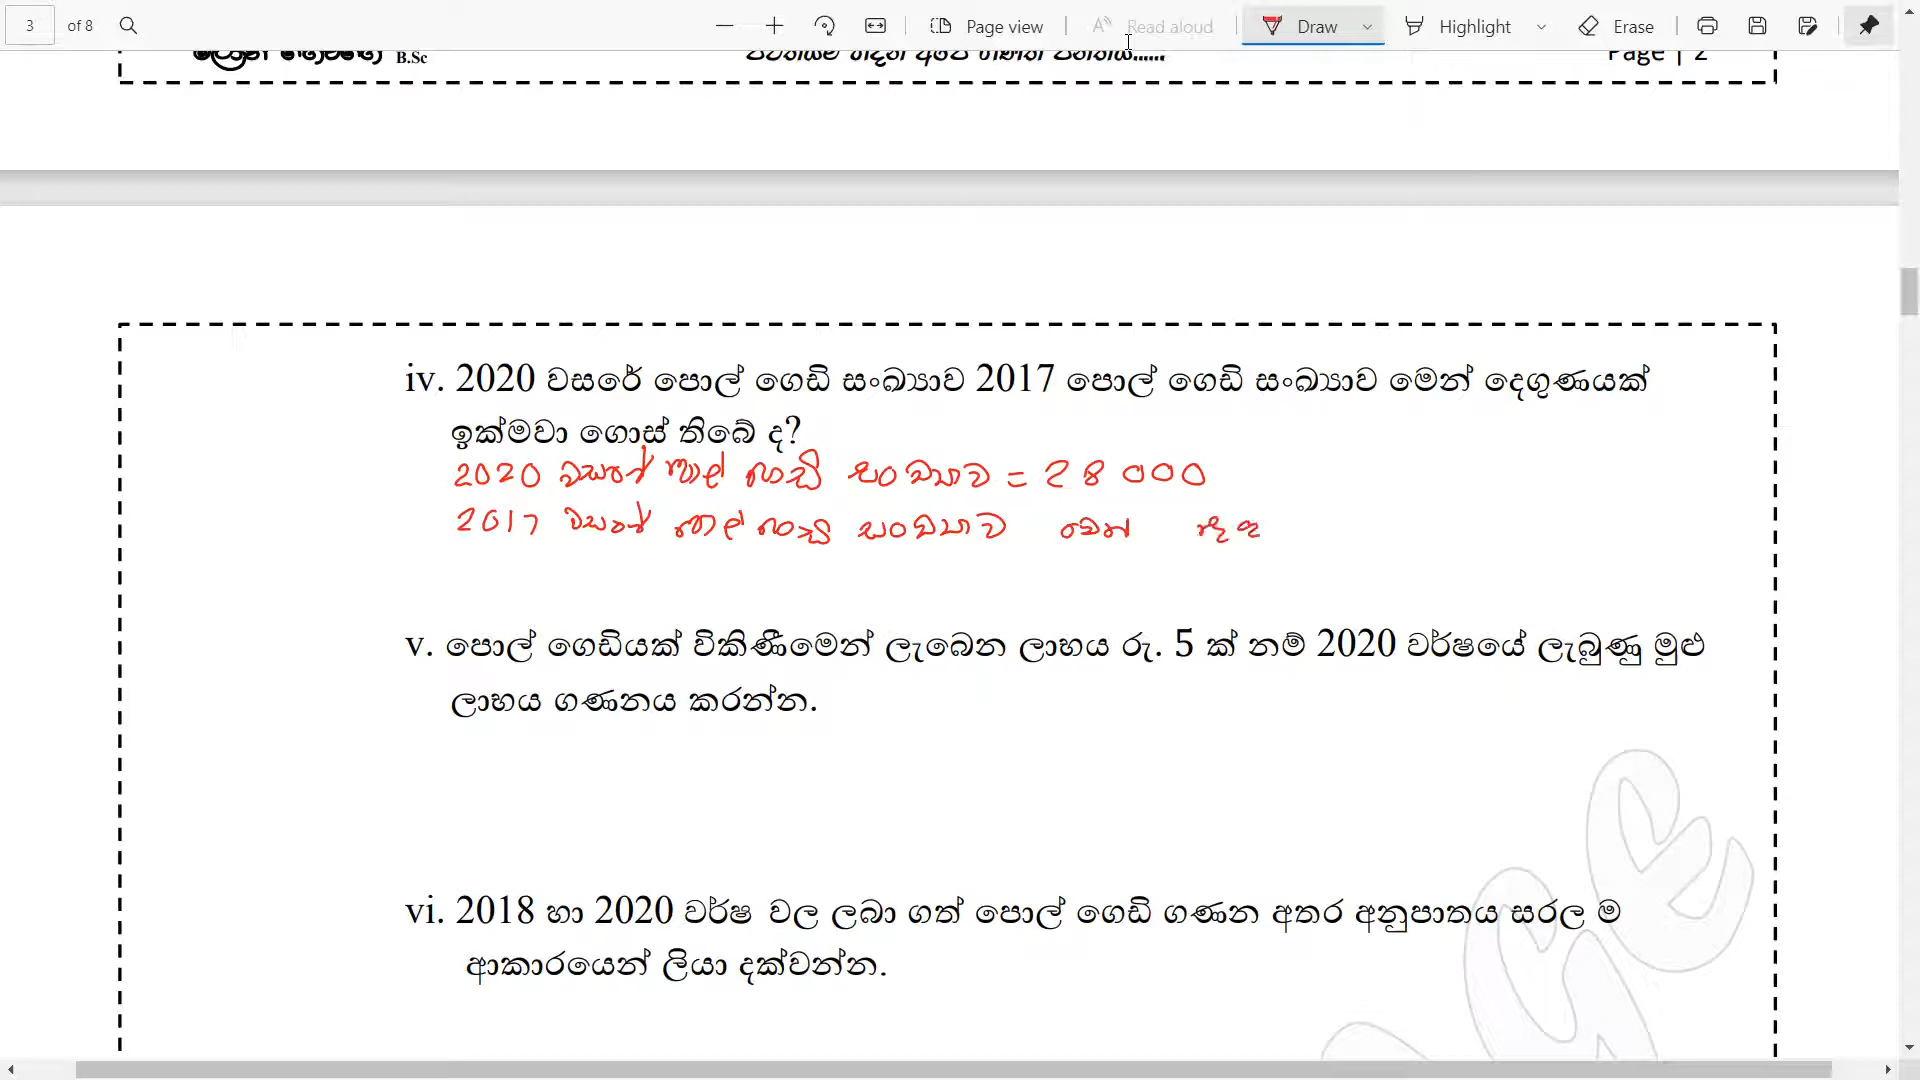 3 of 8 Page view Read aloud Draw Highlight Erase
B.Sc Page | 2
iv. 2020 වසරේ පොල් ගෙඩි සංඛ්‍යාව 2017 පොල් ගෙඩි සංඛ්‍යාව මෙන් දෙගුණයක්
ඉක්මවා ගොස් තිබේ ද?
2020 වසරේ පොල් ගෙඩි සංඛ්‍යාව = 28 000
2017 වසරේ පොල් ගෙඩි සංඛ්‍යාව මෙන්
v. පොල් ගෙඩියක් විකිණීමෙන් ලැබෙන ලාභය රු. 5 ක් නම් 2020 වර්ෂයේ ලැබුණු මුළු
ලාභය ගණනය කරන්න.
vi. 2018 හා 2020 වර්ෂ වල ලබා ගත් පොල් ගෙඩි ගණන අතර අනුපාතය සරල ම
ආකාරයෙන් ලියා දක්වන්න.